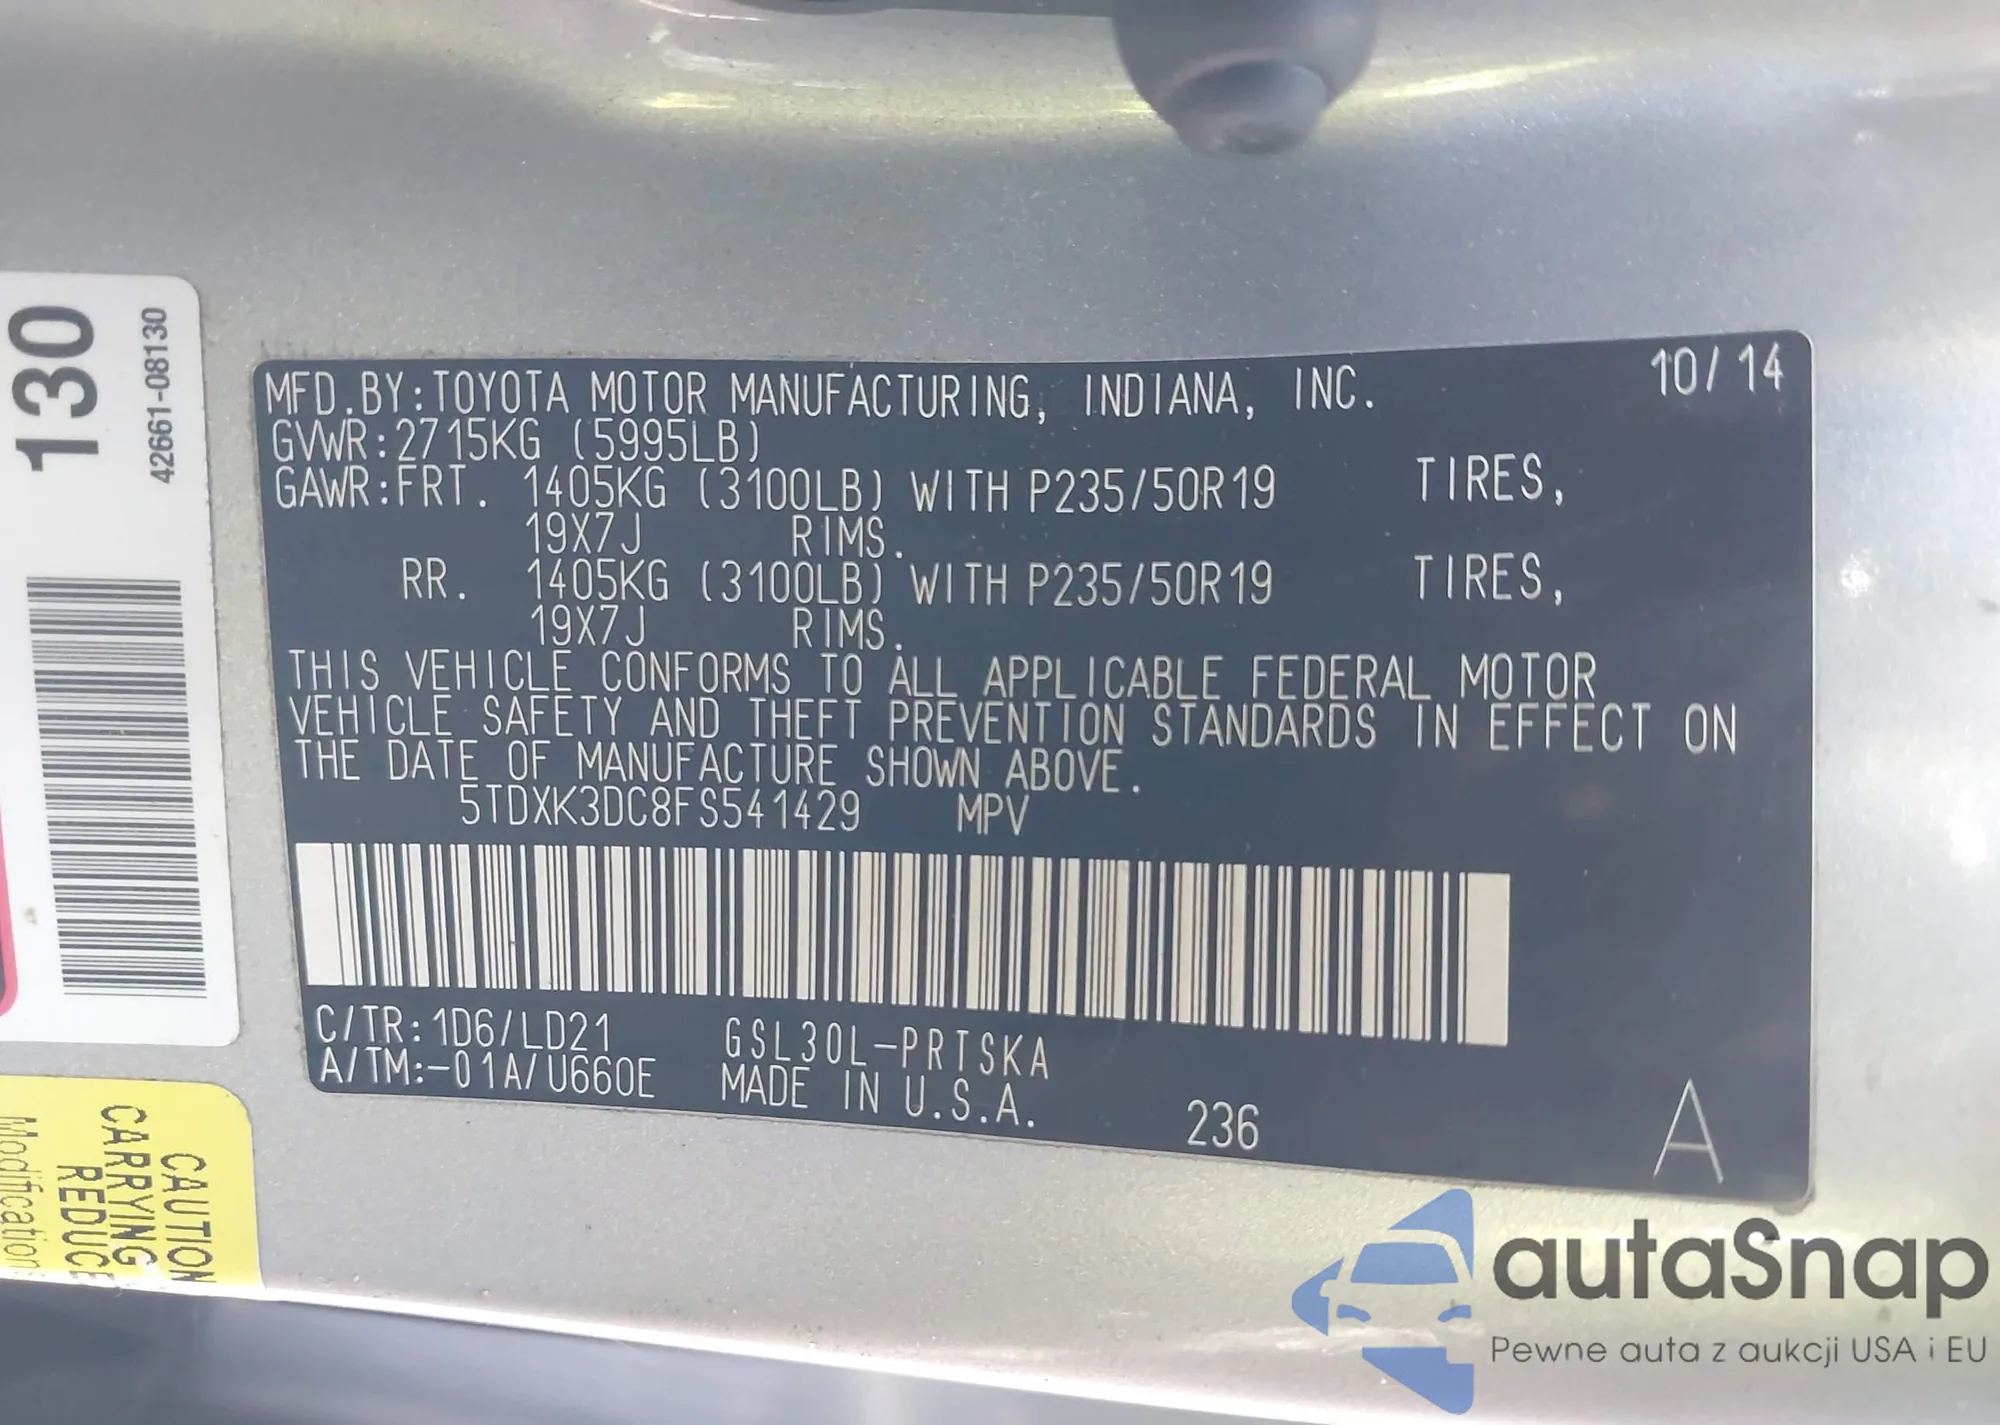 130
42661-08130
MFD.BY:TOYOTA MOTOR MANUFACTURING, INDIANA, INC. 10/14
GVWR:2715KG (5995LB)
GAWR:FRT. 1405KG (3100LB) WITH P235/50R19 TIRES,
19X7J RIMS.
RR. 1405KG (3100LB) WITH P235/50R19 TIRES,
19X7J RIMS.
THIS VEHICLE CONFORMS TO ALL APPLICABLE FEDERAL MOTOR
VEHICLE SAFETY AND THEFT PREVENTION STANDARDS IN EFFECT ON
THE DATE OF MANUFACTURE SHOWN ABOVE.
5TDXK3DC8FS541429 MPV
C/TR:1D6/LD21 GSL30L-PRTSKA
A/TM:-01A/U660E MADE IN U.S.A. 236 A
CAUTION
CARRYING
REDUCE
Modification
autaSnap
Pewne auta z aukcji USA i EU